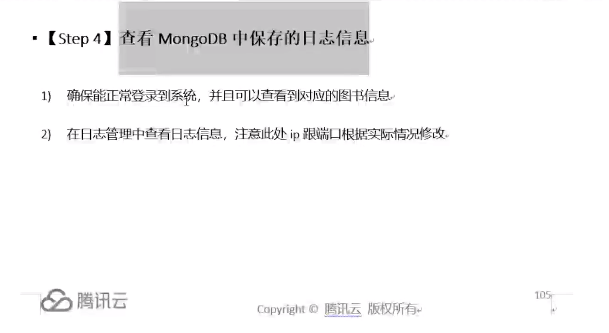 ▪ 【Step 4】查看 MongoDB 中保存的日志信息
1) 确保能正常登录到系统，并且可以查看到对应的图书信息
2) 在日志管理中查看日志信息，注意此处 ip 跟端口根据实际情况修改
腾讯云
Copyright © 腾讯云 版权所有
105